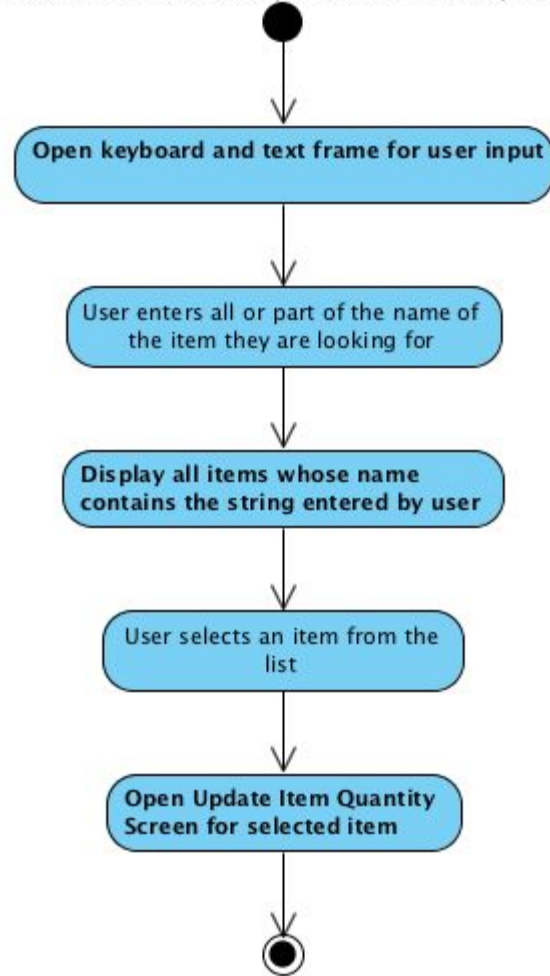 Open keyboard and text frame for user input
User enters all or part of the name of
the item they are looking for
Display all items whose name
contains the string entered by user
User selects an item from the
list
Open Update Item Quantity
Screen for selected item